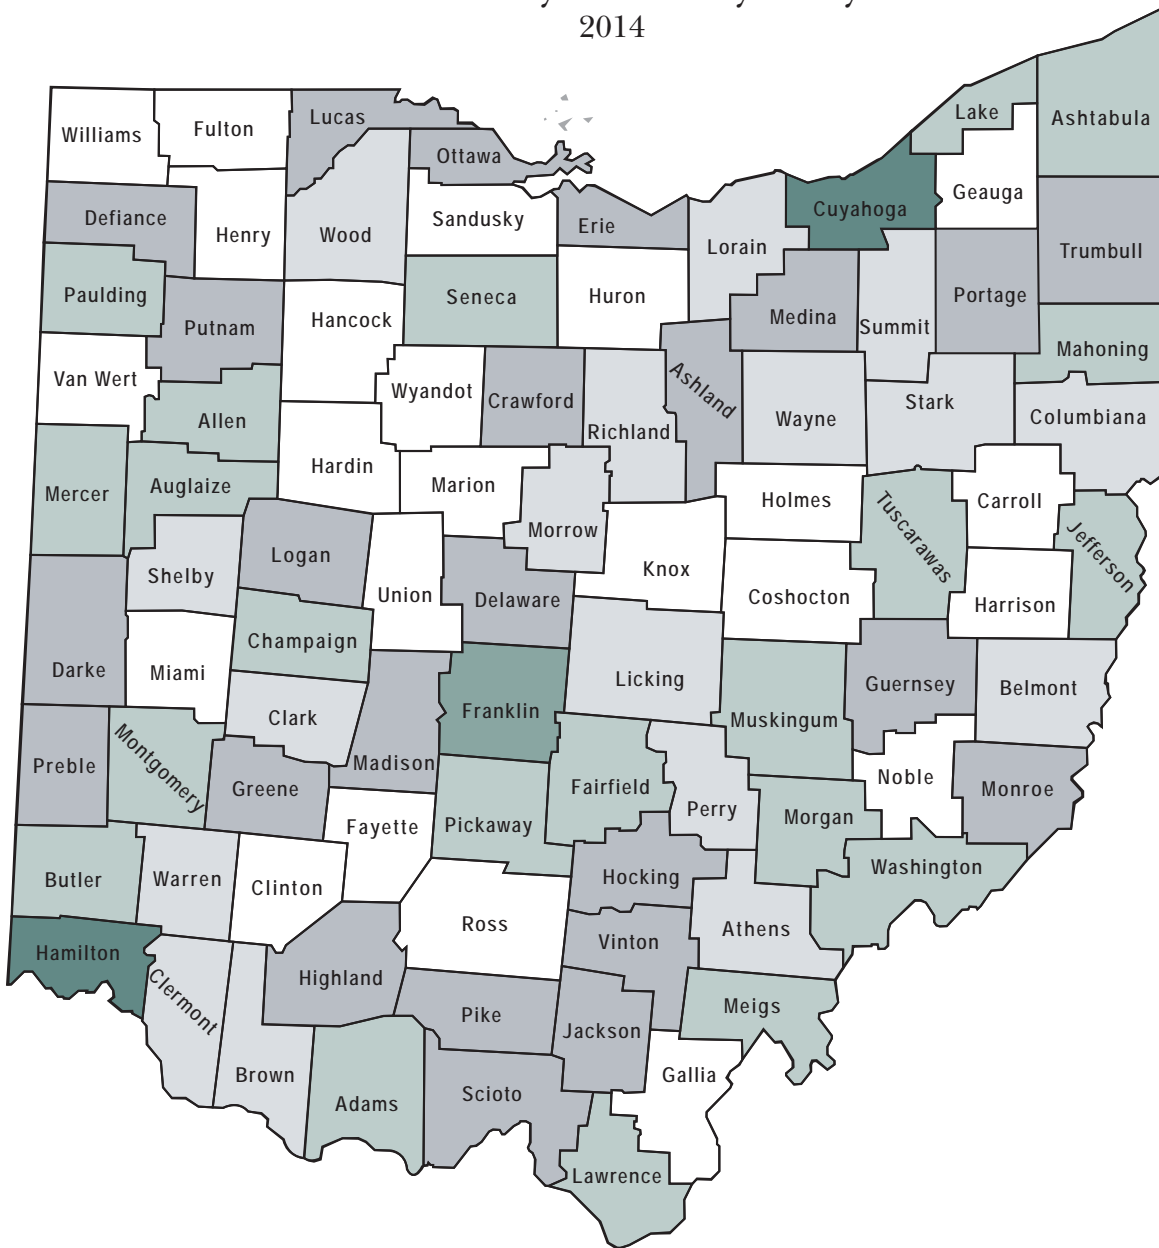 2014
Lake
Ashtabula
Williams
Fulton
Lucas
Ottawa
Geauga
Cuyahoga
Defiance
Henry
Wood
Sandusky
Erie
Lorain
Trumbull
Paulding
Putnam
Hancock
Seneca
Huron
Medina
Summit
Portage
Mahoning
Van Wert
Allen
Wyandot
Crawford
Richland
Ashland
Wayne
Stark
Columbiana
Mercer
Auglaize
Hardin
Marion
Morrow
Holmes
Tuscarawas
Carroll
Jefferson
Shelby
Logan
Union
Delaware
Knox
Coshocton
Harrison
Darke
Miami
Champaign
Clark
Franklin
Licking
Muskingum
Guernsey
Belmont
Preble
Montgomery
Greene
Madison
Fairfield
Perry
Morgan
Noble
Monroe
Butler
Warren
Clinton
Fayette
Pickaway
Hocking
Washington
Hamilton
Clermont
Highland
Ross
Vinton
Athens
Brown
Adams
Pike
Scioto
Jackson
Meigs
Gallia
Lawrence